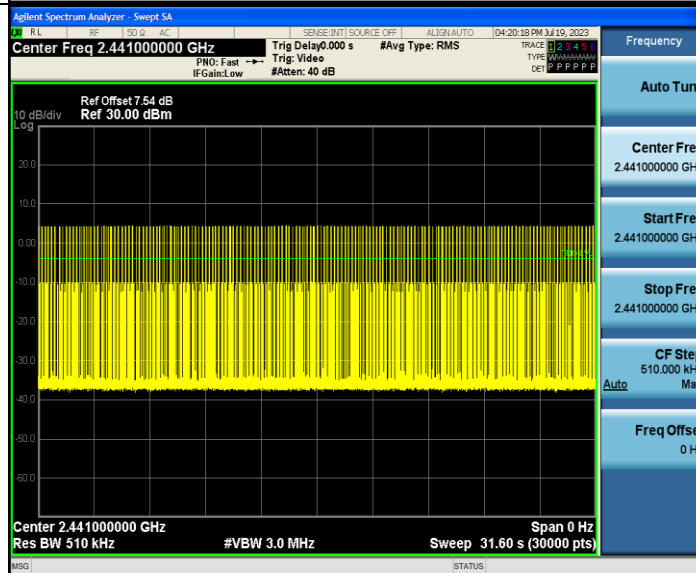 Agilent Spectrum Analyzer - Swept SA
RL RF 50 Ω AC SENSE:INT SOURCE OFF ALIGN AUTO 04:20:18 PM Jul 19, 2023
Center Freq 2.441000000 GHz
PNO: Fast
IFGain:Low
Trig Delay0.000 s
Trig: Video
#Atten: 40 dB
#Avg Type: RMS
TRACE 1 2 3 4 5 6
TYPE
DET P P P P P P
Ref Offset 7.54 dB
10 dB/div Ref 30.00 dBm
Log
20.0
10.0
0.00
-10.0
-20.0
-30.0
-40.0
-50.0
-60.0
Center 2.441000000 GHz Span 0 Hz
Res BW 510 kHz #VBW 3.0 MHz Sweep 31.60 s (30000 pts)
MSG STATUS
Frequency
Auto Tun
Center Fre
2.441000000 GH
Start Fre
2.441000000 GH
Stop Fre
2.441000000 GH
CF Ste
510.000 kH
Auto Ma
Freq Offse
0 H